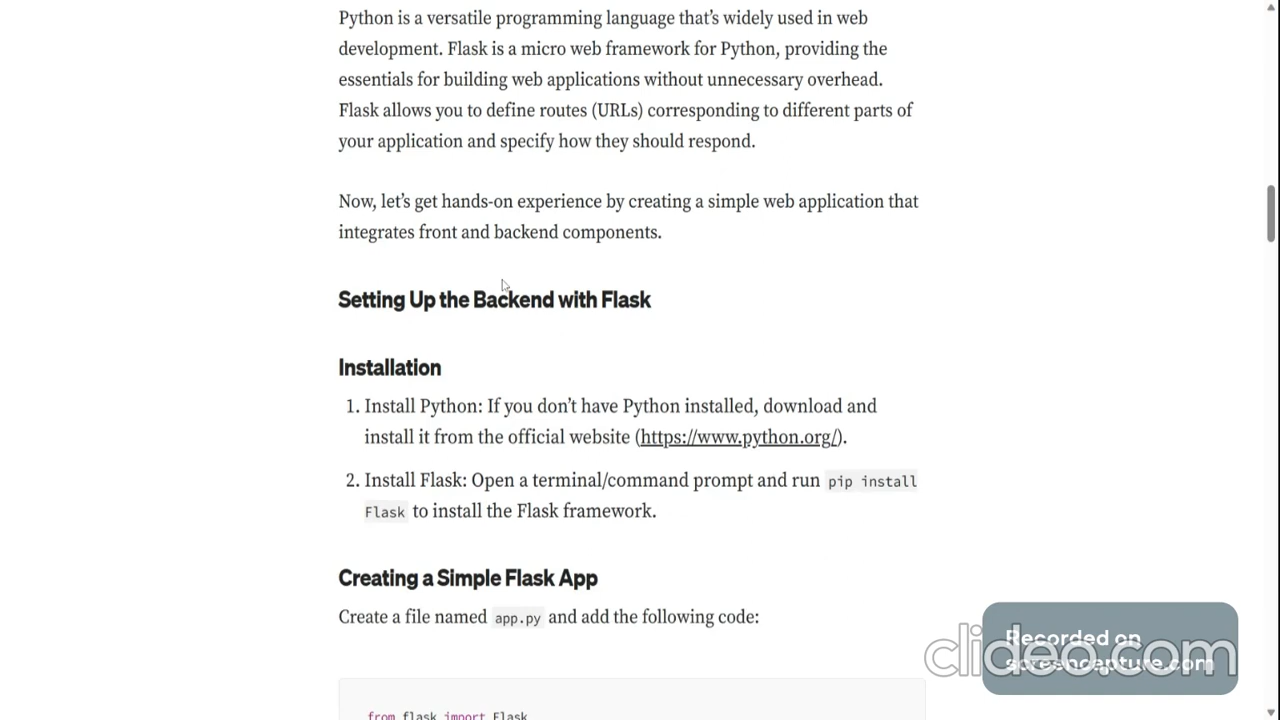 Python is a versatile programming language that’s widely used in web
development. Flask is a micro web framework for Python, providing the
essentials for building web applications without unnecessary overhead.
Flask allows you to define routes (URLs) corresponding to different parts of
your application and specify how they should respond.
Now, let’s get hands-on experience by creating a simple web application that
integrates front and backend components.
Setting Up the Backend with Flask
Installation
1. Install Python: If you don’t have Python installed, download and
install it from the official website (https://www.python.org/).
2. Install Flask: Open a terminal/command prompt and run pip install
Flask to install the Flask framework.
Creating a Simple Flask App
Create a file named app.py and add the following code:
from flask import Flask
Recorded on
screencapture.com
clideo.com